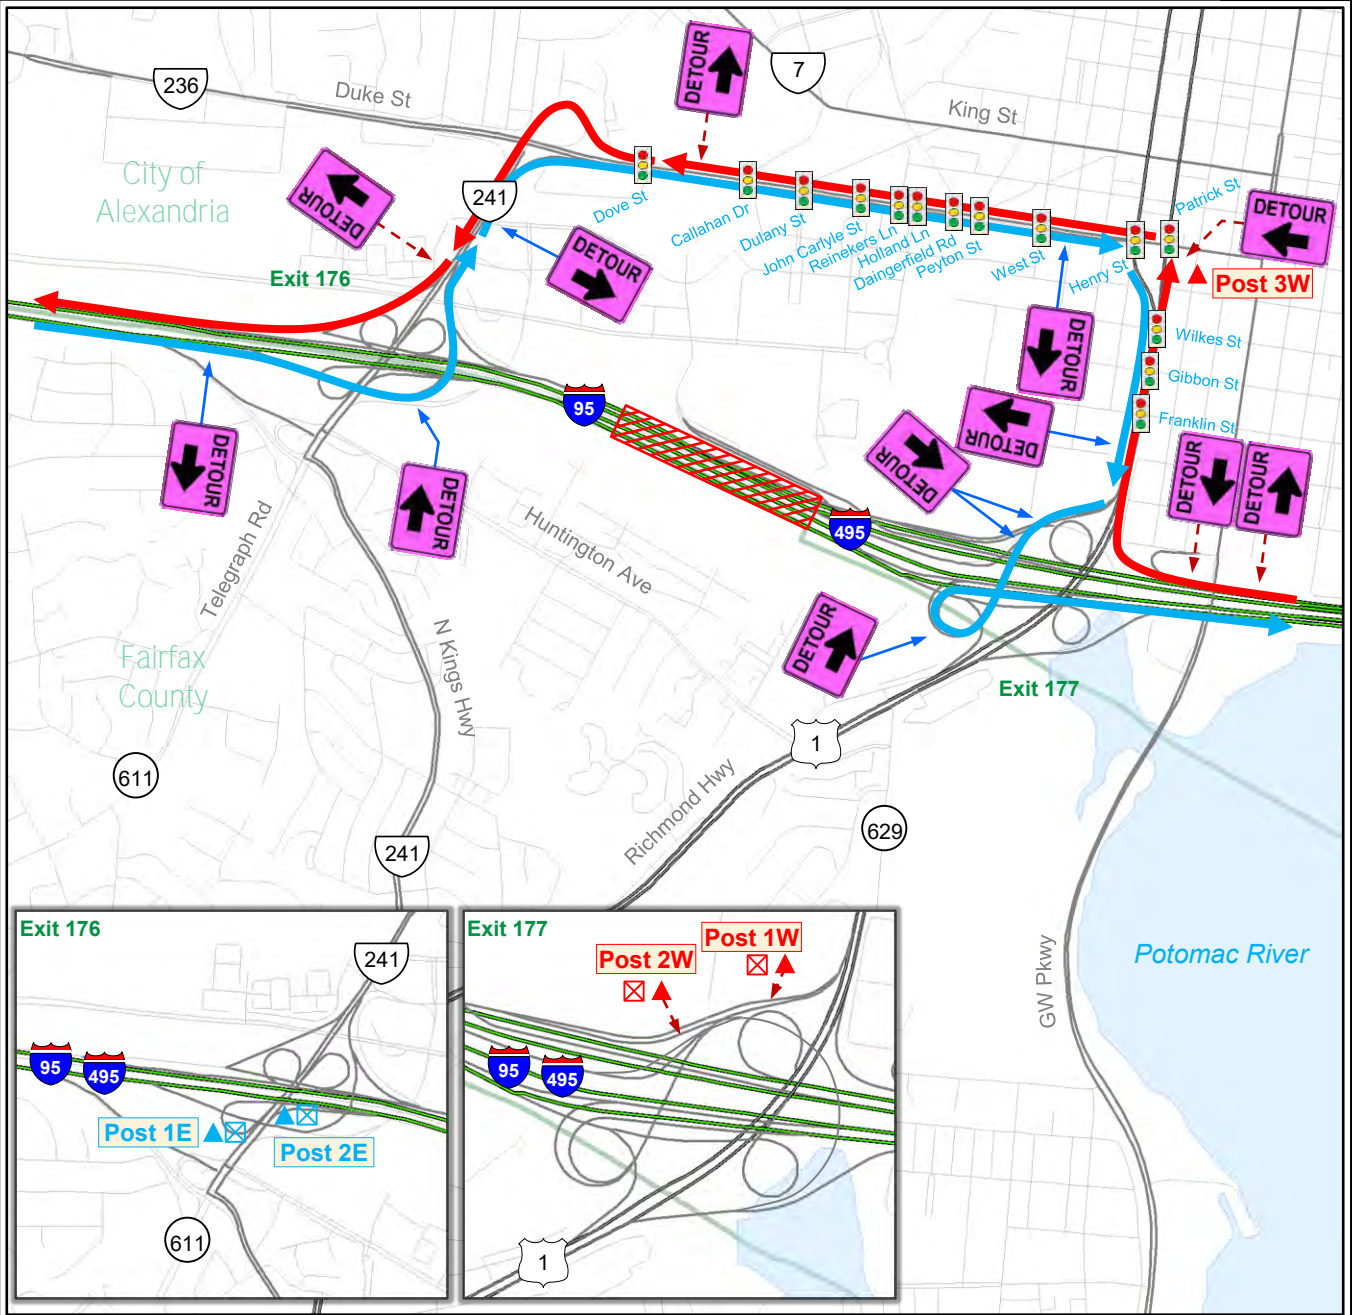 236
Duke St
7
King St
DETOUR
City of
Alexandria
DETOUR
241
Dove St
Callahan Dr
Dulany St
John Carlyle St
Reinekers Ln
Holland Ln
Daingerfield Rd
Peyton St
West St
Henry St
Patrick St
DETOUR
DETOUR
Exit 176
Post 3W
Wilkes St
Gibbon St
Franklin St
DETOUR
DETOUR
DETOUR
DETOUR
DETOUR
95
495
DETOUR
DETOUR
Telegraph Rd
Huntington Ave
DETOUR
N Kings Hwy
Fairfax
County
Exit 177
1
611
Richmond Hwy
629
241
GW Pkwy
Potomac River
Exit 176
241
95
495
Post 1E
Post 2E
611
Exit 177
Post 1W
Post 2W
95
495
1